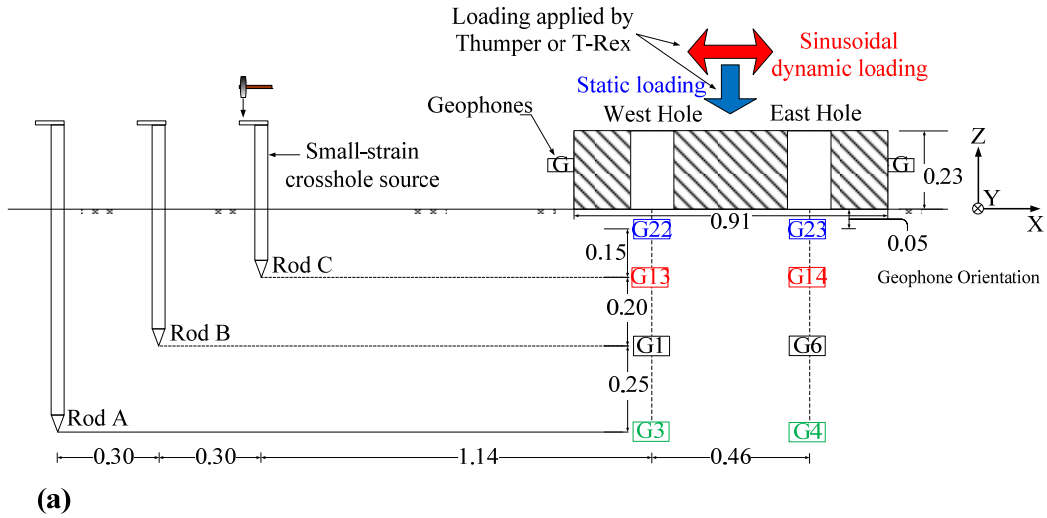 Loading applied by
Thumper or T-Rex
Sinusoidal
dynamic loading
Static loading
Geophones
West Hole
East Hole
Small-strain
crosshole source
G
G
0.23
Z
Y
X
0.91
G22
G23
0.05
0.15
Rod C
G13
G14
Geophone Orientation
0.20
Rod B
G1
G6
0.25
Rod A
G3
G4
0.30
0.30
1.14
0.46
(a)